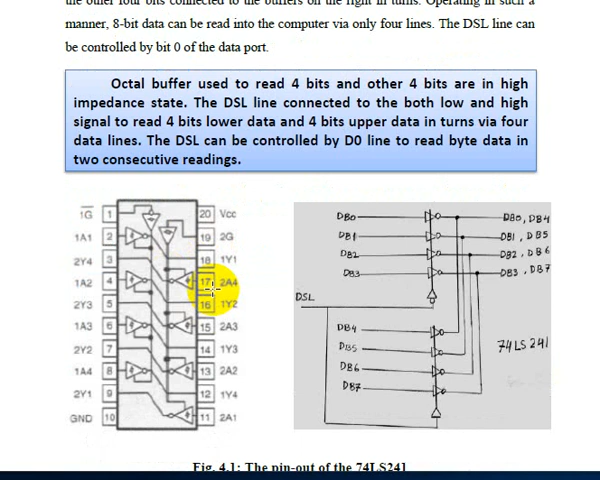 the other four bits connected to the buffers on the right in turns. Operating in such a
manner, 8-bit data can be read into the computer via only four lines. The DSL line can
be controlled by bit 0 of the data port.
Octal buffer used to read 4 bits and other 4 bits are in high
impedance state. The DSL line connected to the both low and high
signal to read 4 bits lower data and 4 bits upper data in turns via four
data lines. The DSL can be controlled by D0 line to read byte data in
two consecutive readings.
1G 1 20 Vcc
1A1 2 19 2G
2Y4 3 18 1Y1
1A2 4 17 2A4
2Y3 5 16 1Y2
1A3 6 15 2A3
2Y2 7 14 1Y3
1A4 8 13 2A2
2Y1 9 12 1Y4
GND 10 11 2A1
DB0 DB0, DB4
DB1 DB1, DB5
DB2 DB2, DB6
DB3 DB3, DB7
DSL
DB4
DB5 74LS241
DB6
DB7
Fig. 4.1: The pin-out of the 74LS241